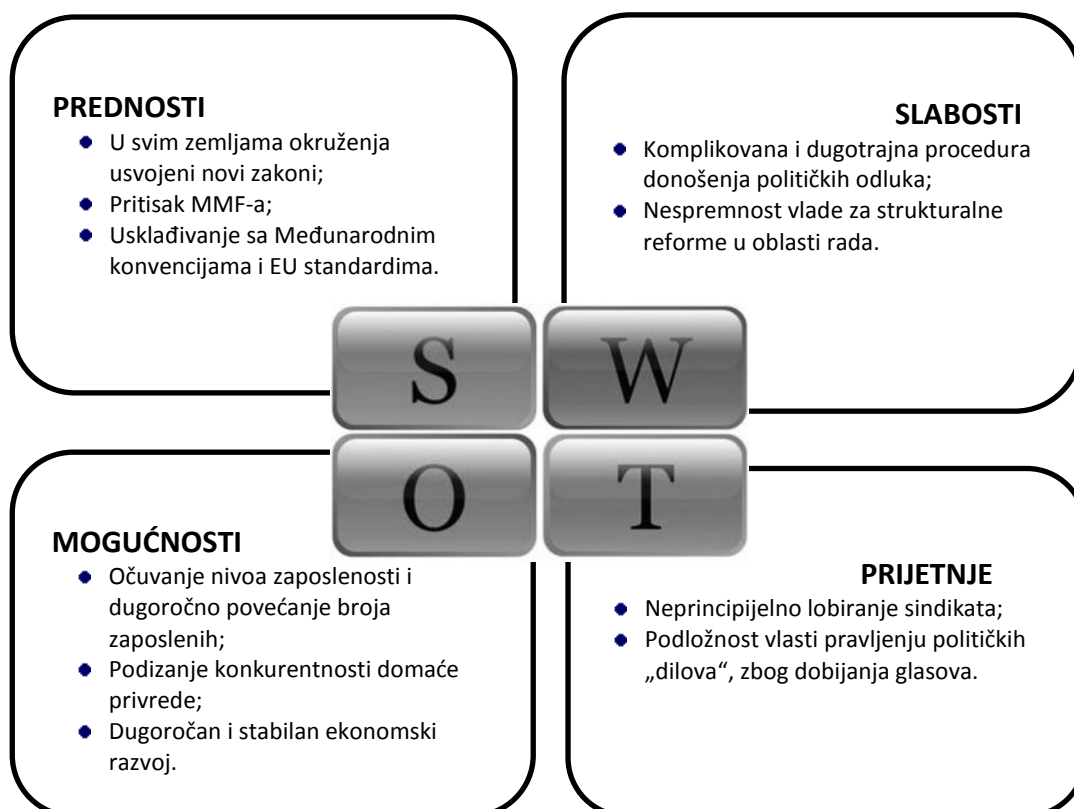 PREDNOSTI
U svim zemljama okruženja
usvojeni novi zakoni;
Pritisak MMF-a;
Usklađivanje sa Međunarodnim
konvencijama i EU standardima.
SLABOSTI
Komplikovana i dugotrajna procedura
donošenja političkih odluka;
Nespremnost vlade za strukturalne
reforme u oblasti rada.
S
W
O
T
MOGUĆNOSTI
Očuvanje nivoa zaposlenosti i
dugoročno povećanje broja
zaposlenih;
Podizanje konkurentnosti domaće
privrede;
Dugoročan i stabilan ekonomski
razvoj.
PRIJETNJE
Neprincipijelno lobiranje sindikata;
Podložnost vlasti pravljenju političkih
„dilova“, zbog dobijanja glasova.